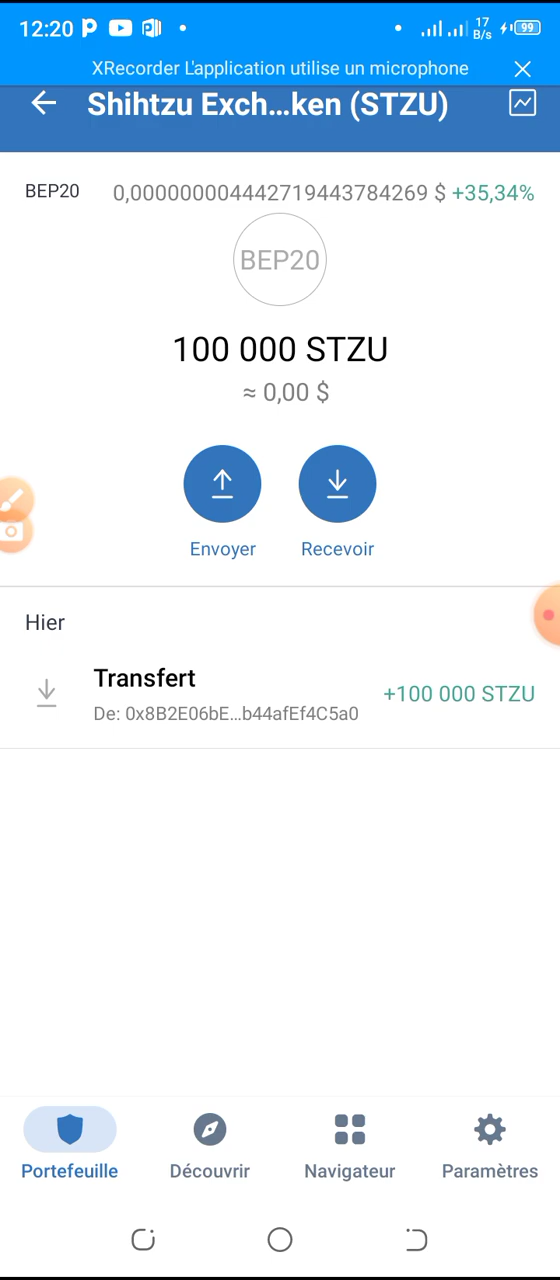 12:20 17 B/s 99
XRecorder L'application utilise un microphone
Shihtzu Exch...ken (STZU)
BEP20 0,000000004442719443784269 $ +35,34%
BEP20
100 000 STZU
≈ 0,00 $
Envoyer Recevoir
Hier
Transfert
+100 000 STZU
De: 0x8B2E06bE...b44afEf4C5a0
Portefeuille Découvrir Navigateur Paramètres